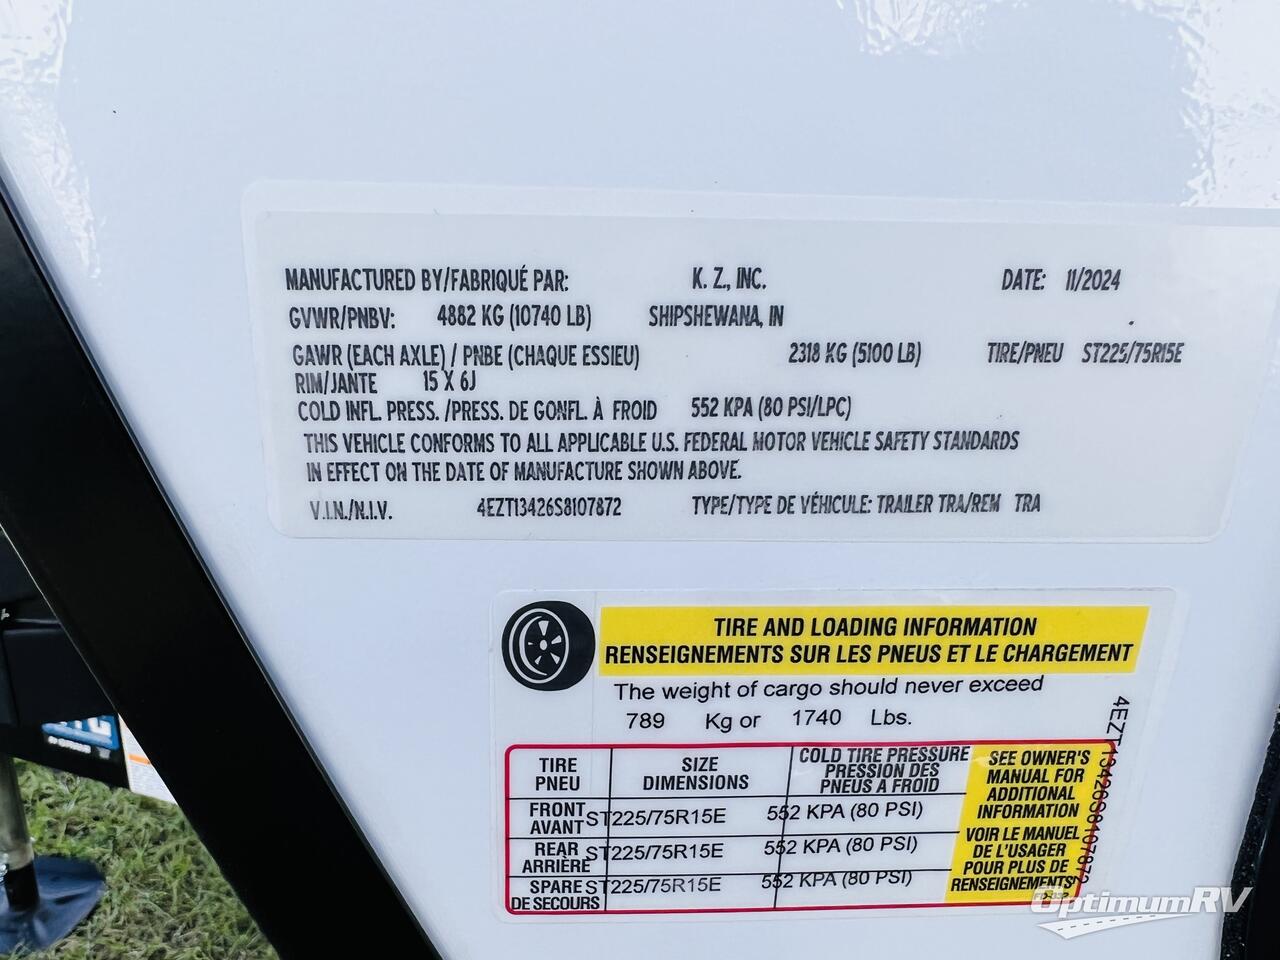 MANUFACTURED BY/FABRIQUÉ PAR: K. Z., INC. DATE: 11/2024
GVWR/PNBV: 4882 KG (10740 LB) SHIPSHEWANA, IN
GAWR (EACH AXLE) / PNBE (CHAQUE ESSIEU) 2318 KG (5100 LB) TIRE/PNEU ST225/75R15E
RIM/JANTE 15 X 6J
COLD INFL. PRESS. /PRESS. DE GONFL. À FROID 552 KPA (80 PSI/LPC)
THIS VEHICLE CONFORMS TO ALL APPLICABLE U.S. FEDERAL MOTOR VEHICLE SAFETY STANDARDS
IN EFFECT ON THE DATE OF MANUFACTURE SHOWN ABOVE.
V.I.N./N.I.V. 4EZT13426S8107872 TYPE/TYPE DE VÉHICULE: TRAILER TRA/REM TRA
TIRE AND LOADING INFORMATION
RENSEIGNEMENTS SUR LES PNEUS ET LE CHARGEMENT
The weight of cargo should never exceed
789 Kg or 1740 Lbs.
TIRE
PNEU
SIZE
DIMENSIONS
COLD TIRE PRESSURE
PRESSION DES
PNEUS A FROID
FRONT
AVANT
ST225/75R15E 552 KPA (80 PSI)
REAR
ARRIÈRE
ST225/75R15E 552 KPA (80 PSI)
SPARE
DE SECOURS
ST225/75R15E 552 KPA (80 PSI)
SEE OWNER'S
MANUAL FOR
ADDITIONAL
INFORMATION
VOIR LE MANUEL
DE L'USAGER
POUR PLUS DE
RENSEIGNEMENTS
4EZT13426S8107872
OptimumRV